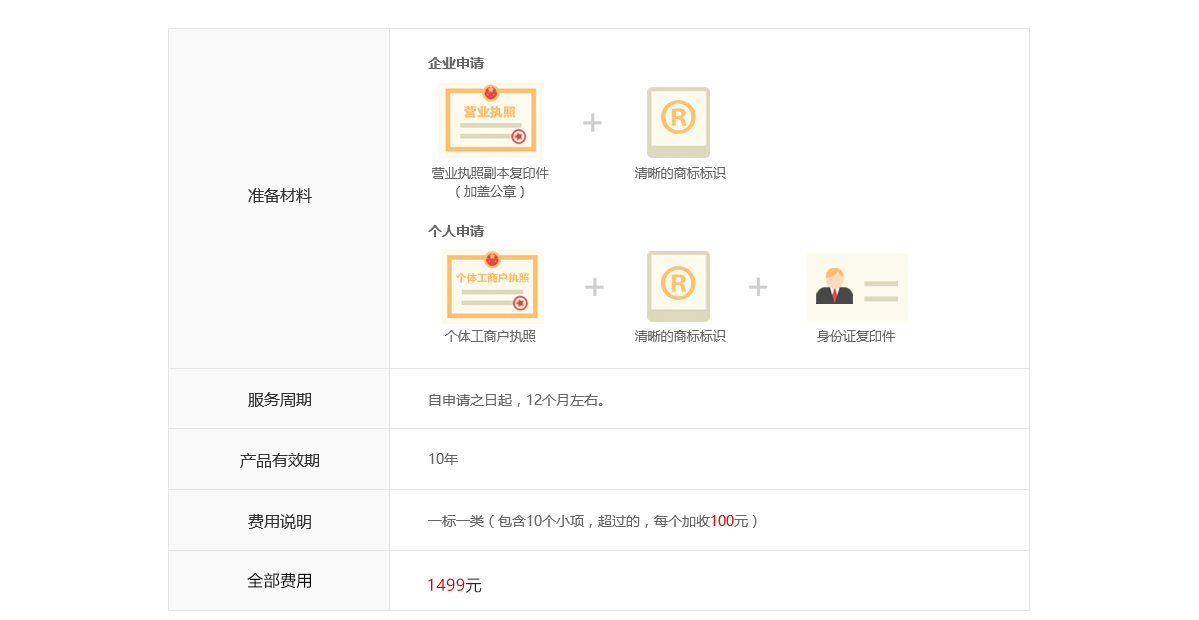 准备材料
企业申请
营业执照
R
营业执照副本复印件
（加盖公章）
清晰的商标标识
个人申请
个体工商户执照
R
个体工商户执照
清晰的商标标识
身份证复印件
服务周期
自申请之日起，12个月左右。
产品有效期
10年
费用说明
一标一类（包含10个小项，超过的，每个加收100元）
全部费用
1499元